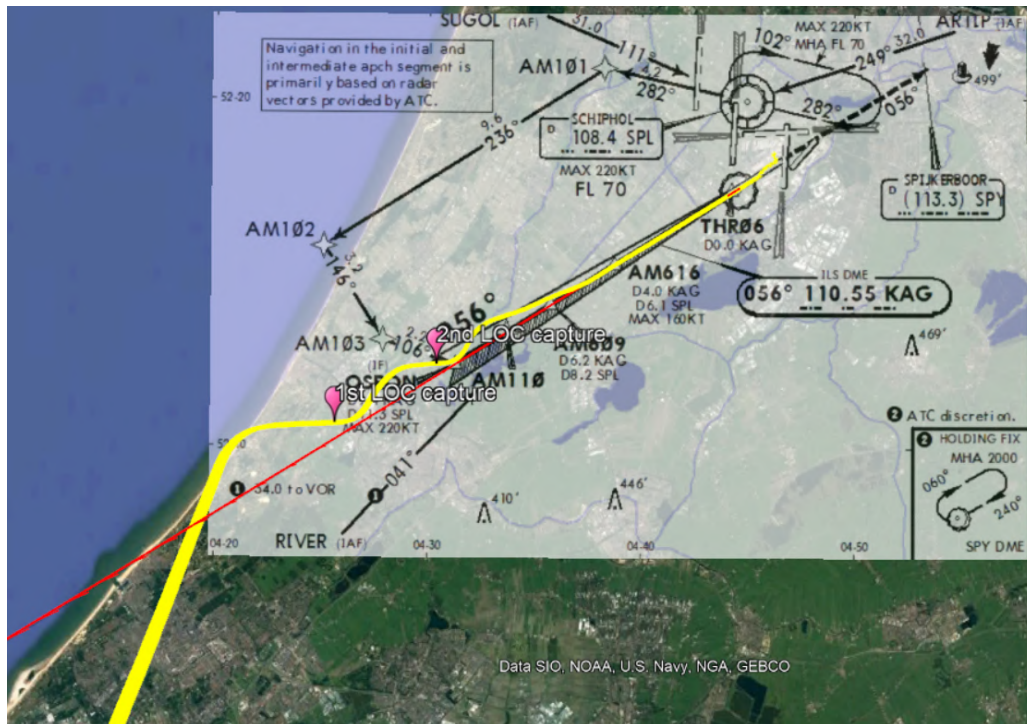 SUGOL (IAF)
31.0
111°
4.2
282°
AM101
MAX 220KT
MHA FL 70
102°
ARTIP (IAF)
32.0
249°
499'
Navigation in the initial and
intermediate apch segment is
primarily based on radar
vectors provided by ATC.
52-20
9.6
236°
282°
056°
SCHIPHOL
D 108.4 SPL
MAX 220KT
FL 70
SPIJKERBOOR
D (113.3) SPY
THR06
D0.0 KAG
AM102
3.2
146°
AM616
D4.0 KAG
D6.1 SPL
MAX 160KT
ILS DME
056° 110.55 KAG
056°
2nd LOC capture
AM103
(IF)
2.2
106°
AM609
D6.2 KAG
D8.2 SPL
469'
AM110
1st LOC capture
MAX 220KT
2 ATC discretion.
2 HOLDING FIX
MHA 2000
060°
240°
SPY DME
1 34.0 to VOR
1 041°
410'
446'
RIVER (IAF)
04-20
04-30
04-40
04-50
Data SIO, NOAA, U.S. Navy, NGA, GEBCO